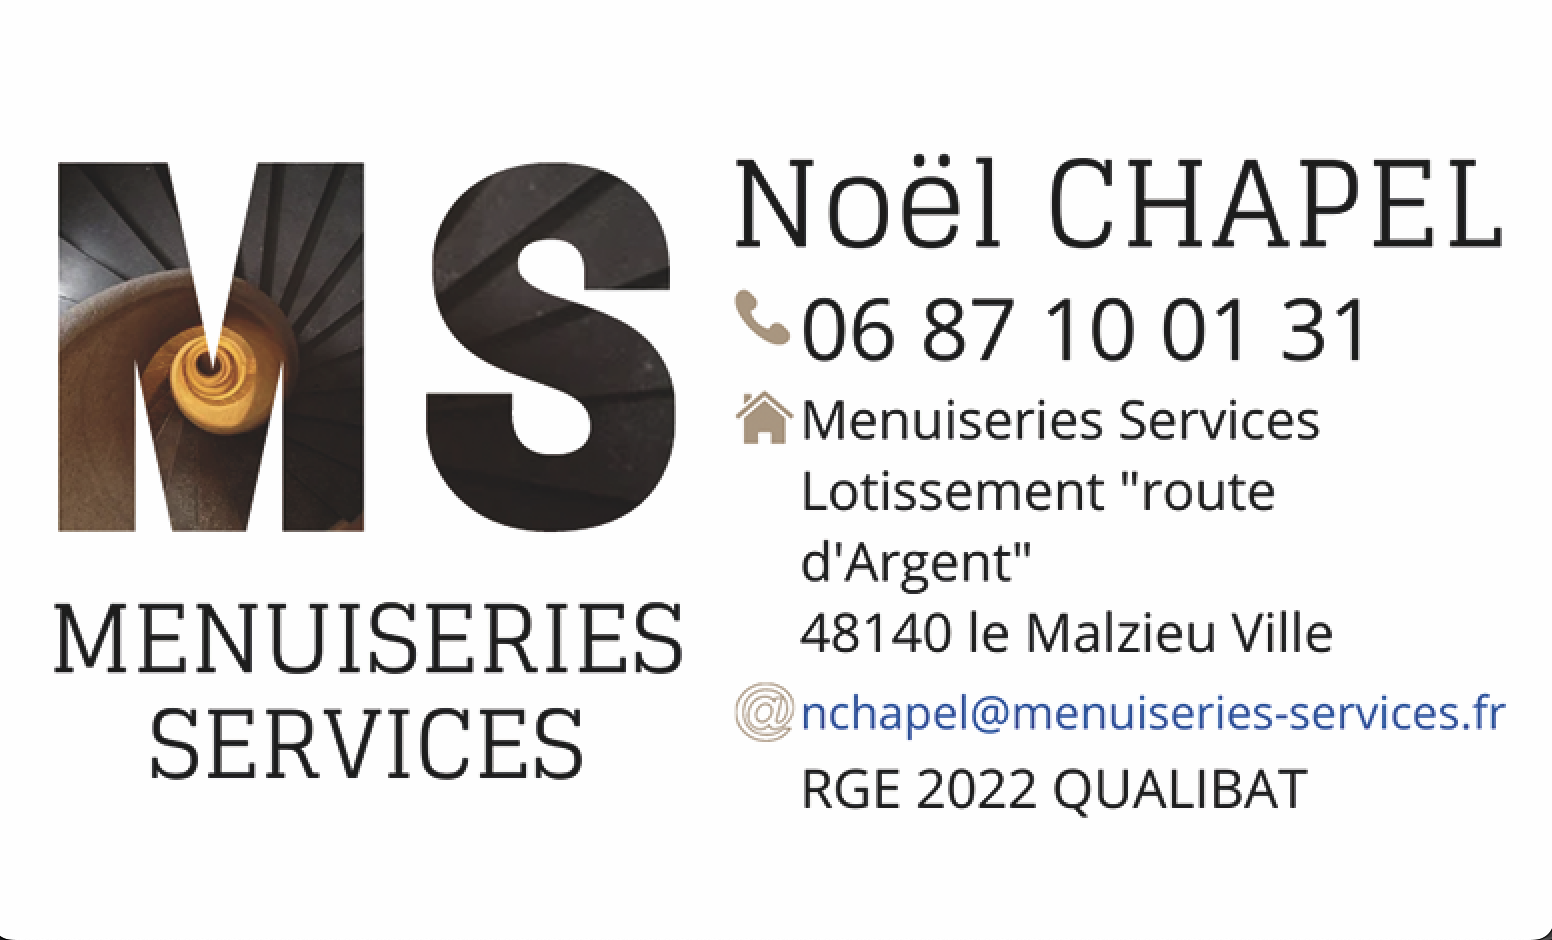 MS
MENUISERIES
SERVICES
Noël CHAPEL
06 87 10 01 31
Menuiseries Services
Lotissement "route
d'Argent"
48140 le Malzieu Ville
@nchapel@menuiseries-services.fr
RGE 2022 QUALIBAT